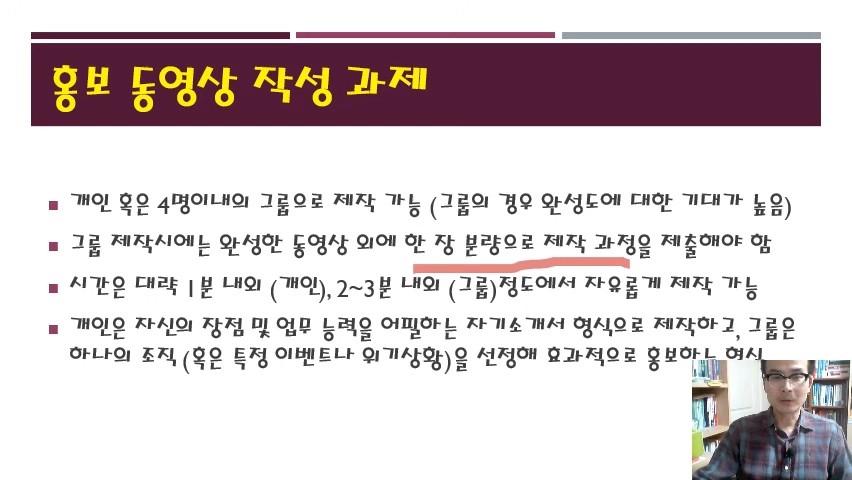 홍보 동영상 작성 과제
개인 혹은 4명이내의 그룹으로 제작 가능 (그룹의 경우 완성도에 대한 기대가 높음)
그룹 제작시에는 완성한 동영상 외에 한 장 분량으로 제작 과정을 제출해야 함
시간은 대략 1분 내외 (개인), 2~3분 내외 (그룹)정도에서 자유롭게 제작 가능
개인은 자신의 장점 및 업무 능력을 어필하는 자기소개서 형식으로 제작하고, 그룹은
하나의 조직 (혹은 특정 이벤트나 위기상황)을 선정해 효과적으로 홍보하는 형식